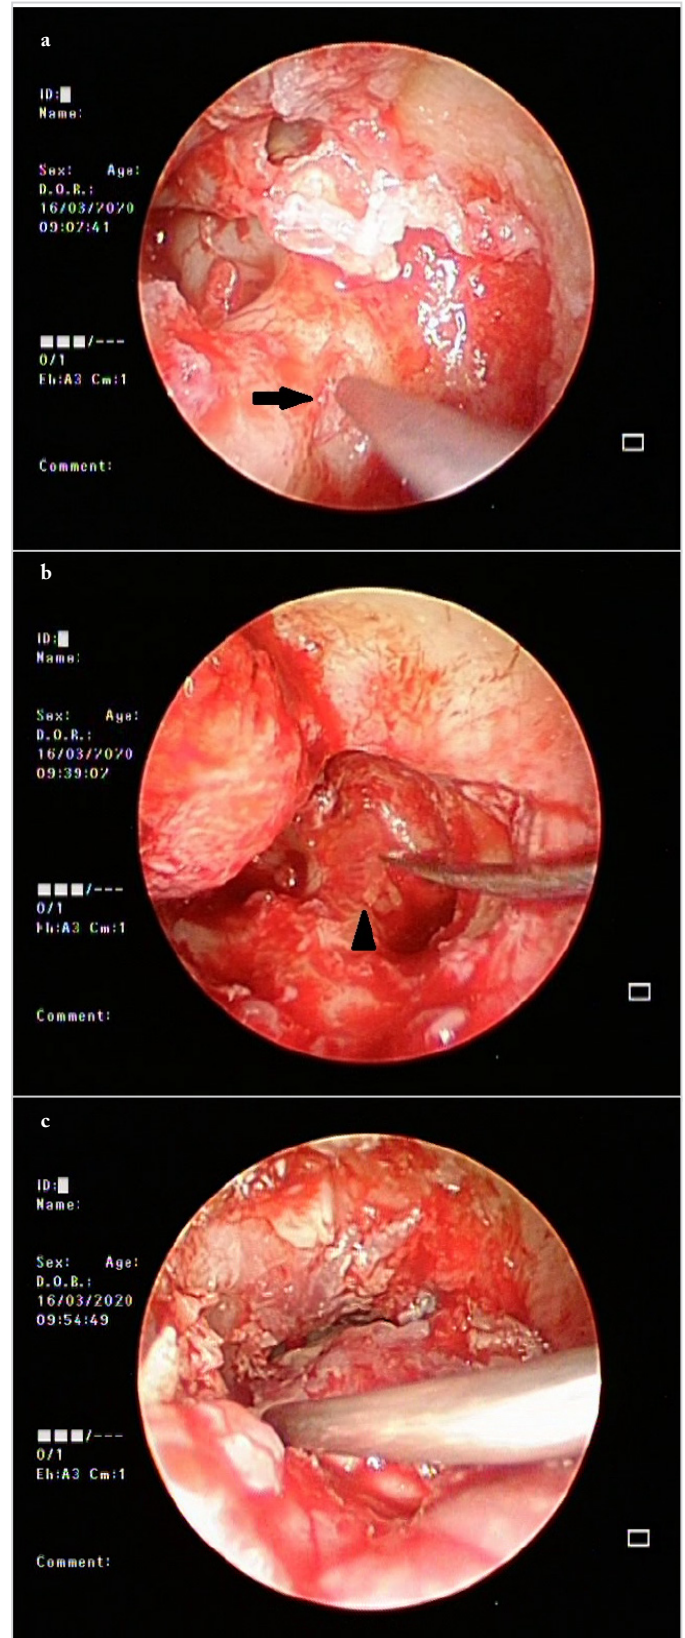 a
ID:
Name:
Sex: Age:
D.O.B.:
16/03/2020
09:02:41
/---
0/1
Eh:A3 Cm:1
Comment:
b
ID:
Name:
Sex: Age:
D.O.B.:
16/03/2020
09:39:02
/---
0/1
Eh:A3 Cm:1
Comment:
c
ID:
Name:
Sex: Age:
D.O.B.:
16/03/2020
09:54:49
/---
0/1
Eh:A3 Cm:1
Comment: